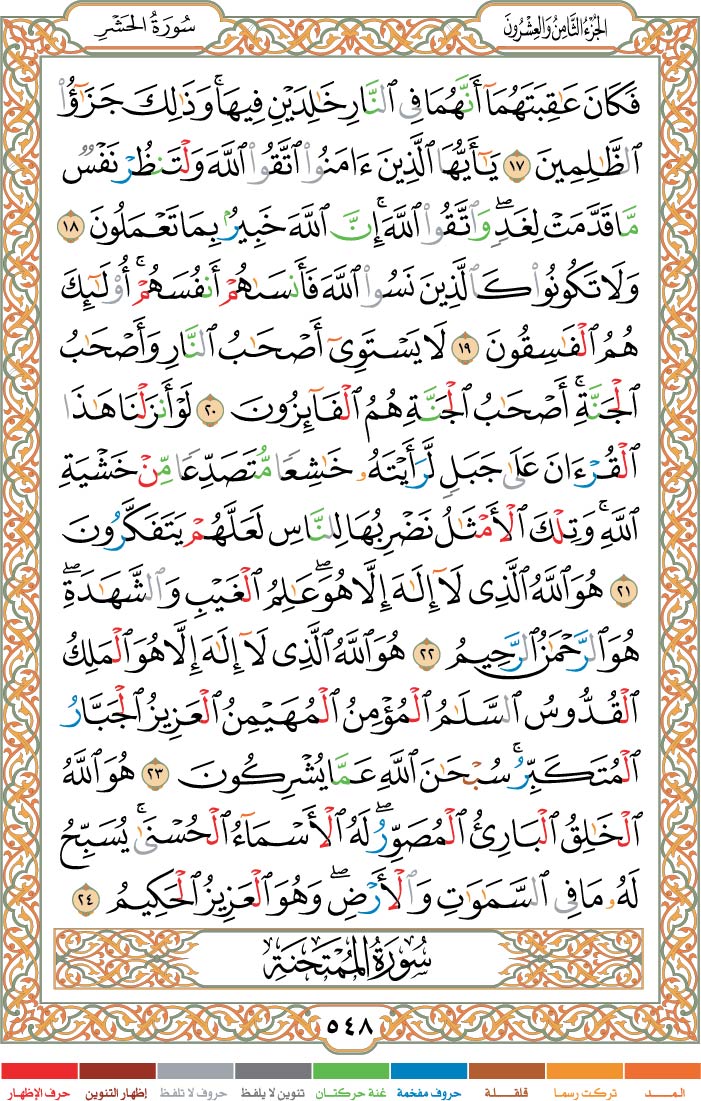 الجُزْءُ الثَّامِنُ وَالعِشْرُونَ
سُورَةُ الحَشْرِ
فَكَانَ عَٰقِبَتَهُمَآ أَنَّهُمَا فِي ٱلنَّارِ خَٰلِدَيْنِ فِيهَاۚ وَذَٰلِكَ جَزَٰٓؤُاْ
ٱلظَّٰلِمِينَ ١٧ يَٰٓأَيُّهَا ٱلَّذِينَ ءَامَنُواْ ٱتَّقُواْ ٱللَّهَ وَلْتَنظُرْ نَفْسٌ
مَّا قَدَّمَتْ لِغَدٍۖ وَٱتَّقُواْ ٱللَّهَۚ إِنَّ ٱللَّهَ خَبِيرُۢ بِمَا تَعْمَلُونَ ١٨
وَلَا تَكُونُواْ كَٱلَّذِينَ نَسُواْ ٱللَّهَ فَأَنسَىٰهُمْ أَنفُسَهُمْۚ أُوْلَٰٓئِكَ
هُمُ ٱلْفَٰسِقُونَ ١٩ لَا يَسْتَوِيٓ أَصْحَٰبُ ٱلنَّارِ وَأَصْحَٰبُ
ٱلْجَنَّةِۚ أَصْحَٰبُ ٱلْجَنَّةِ هُمُ ٱلْفَآئِزُونَ ٢٠ لَوْ أَنزَلْنَا هَٰذَا
ٱلْقُرْءَانَ عَلَىٰ جَبَلٍ لَّرَأَيْتَهُۥ خَٰشِعًا مُّتَصَدِّعًا مِّنْ خَشْيَةِ
ٱللَّهِۚ وَتِلْكَ ٱلْأَمْثَٰلُ نَضْرِبُهَا لِلنَّاسِ لَعَلَّهُمْ يَتَفَكَّرُونَ
٢١ هُوَ ٱللَّهُ ٱلَّذِي لَآ إِلَٰهَ إِلَّا هُوَۖ عَٰلِمُ ٱلْغَيْبِ وَٱلشَّهَٰدَةِۖ
هُوَ ٱلرَّحْمَٰنُ ٱلرَّحِيمُ ٢٢ هُوَ ٱللَّهُ ٱلَّذِي لَآ إِلَٰهَ إِلَّا هُوَ ٱلْمَلِكُ
ٱلْقُدُّوسُ ٱلسَّلَٰمُ ٱلْمُؤْمِنُ ٱلْمُهَيْمِنُ ٱلْعَزِيزُ ٱلْجَبَّارُ
ٱلْمُتَكَبِّرُۚ سُبْحَٰنَ ٱللَّهِ عَمَّا يُشْرِكُونَ ٢٣ هُوَ ٱللَّهُ
ٱلْخَٰلِقُ ٱلْبَارِئُ ٱلْمُصَوِّرُۖ لَهُ ٱلْأَسْمَآءُ ٱلْحُسْنَىٰۚ يُسَبِّحُ
لَهُۥ مَا فِي ٱلسَّمَٰوَٰتِ وَٱلْأَرْضِۖ وَهُوَ ٱلْعَزِيزُ ٱلْحَكِيمُ ٢٤
سُورَةُ المُمْتَحنَة
٥٤٨
المــد تركت رسما قلقلة حروف مفخمة غنة حركتان تنوين لا يلفظ حروف لا تلفظ إظهار التنوين حرف الإظهار